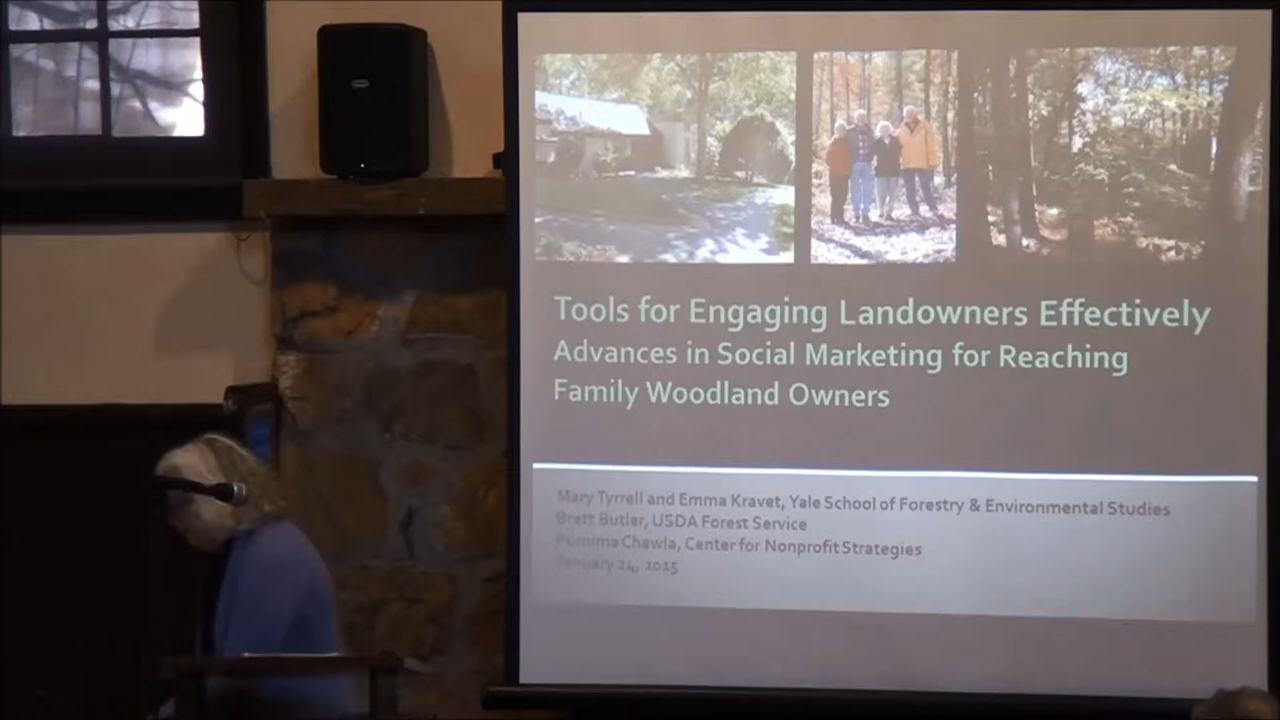 Tools for Engaging Landowners Effectively
Advances in Social Marketing for Reaching
Family Woodland Owners
Mary Tyrrell and Emma Kravet, Yale School of Forestry & Environmental Studies
Brett Butler, USDA Forest Service
Purnima Chawla, Center for Nonprofit Strategies
January 24, 2015